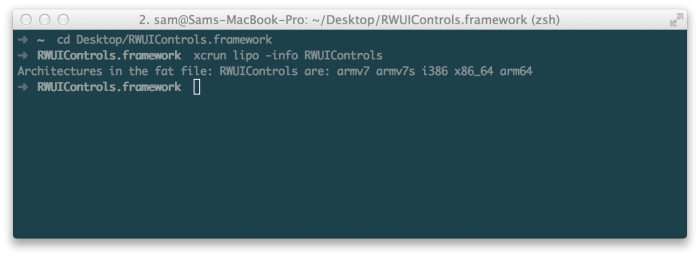 2. sam@Sams-MacBook-Pro: ~/Desktop/RWUIControls.framework (zsh)
➜ ~ cd Desktop/RWUIControls.framework
➜ RWUIControls.framework xcrun lipo -info RWUIControls
Architectures in the fat file: RWUIControls are: armv7 armv7s i386 x86_64 arm64
➜ RWUIControls.framework